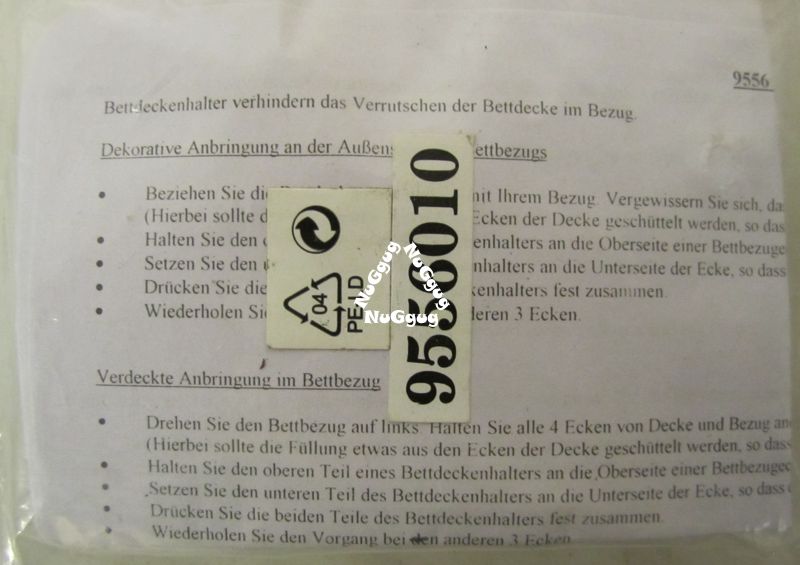 9556
Bettdeckenhalter verhindern das Verrutschen der Bettdecke im Bezug.
Dekorative Anbringung an der Außens ettbezugs
• Beziehen Sie die mit Ihrem Bezug. Vergewissern Sie sich, da
(Hierbei sollte d Ecken der Decke geschüttelt werden, so das
• Halten Sie den enhalters an die Oberseite einer Bettbezuge
• Setzen Sie den nhalters an die Unterseite der Ecke, so dass
• Drücken Sie die kenhalters fest zusammen.
• Wiederholen Si anderen 3 Ecken.
04
PE-LD
9556010
NuGgug
NuGgug
NuGgug
Verdeckte Anbringung im Bettbezug
• Drehen Sie den Bettbezug auf links. Halten Sie alle 4 Ecken von Decke und Bezug an
(Hierbei sollte die Füllung etwas aus den Ecken der Decke geschüttelt werden, so dass
• Halten Sie den oberen Teil eines Bettdeckenhalters an die Oberseite einer Bettbezugec
• Setzen Sie den unteren Teil des Bettdeckenhalters an die Unterseite der Ecke, so dass
• Drücken Sie die beiden Teile des Bettdeckenhalters fest zusammen.
• Wiederholen Sie den Vorgang bei den anderen 3 Ecken